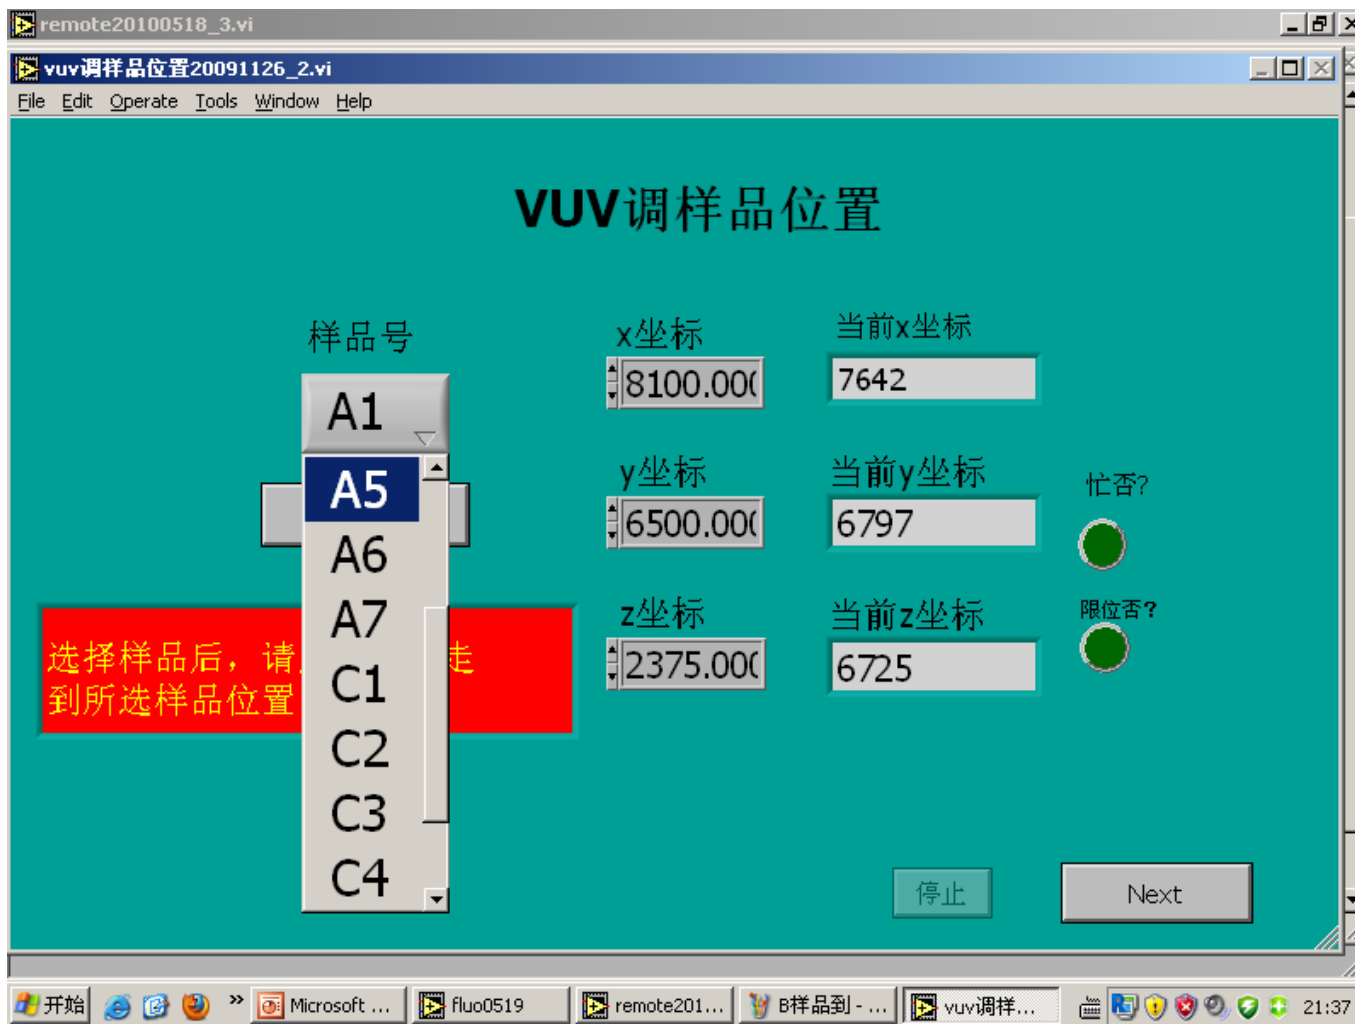 remote20100518_3.vi
vuv调样品位置20091126_2.vi
File Edit Operate Tools Window Help
VUV调样品位置
样品号
A1
A5
A6
A7
C1
C2
C3
C4
x坐标
8100.00
当前x坐标
7642
y坐标
6500.00
当前y坐标
6797
忙否?
z坐标
2375.00
当前z坐标
6725
限位否?
选择样品后，请 走
到所选样品位置
停止
Next
开始 » Microsoft ... fluo0519 remote201... B样品到 - ... vuv调样... 21:37